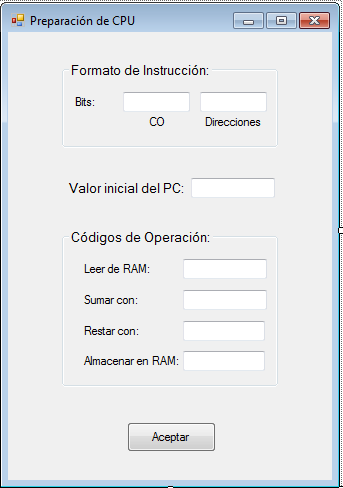 Preparación de CPU
Formato de Instrucción:
Bits:
CO Direcciones
Valor inicial del PC:
Códigos de Operación:
Leer de RAM:
Sumar con:
Restar con:
Almacenar en RAM:
Aceptar